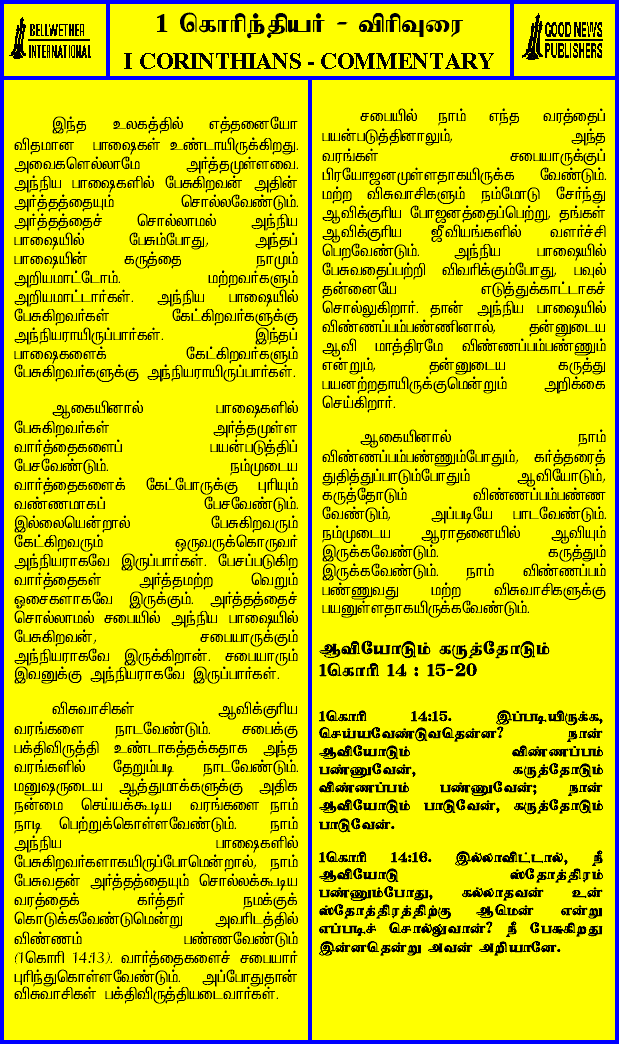 BELLWETHER
INTERNATIONAL
1 கொரிந்தியர் - விரிவுரை
I CORINTHIANS - COMMENTARY
GOOD NEWS
PUBLISHERS
இந்த உலகத்தில் எத்தனையோ
விதமான பாஷைகள் உண்டாயிருக்கிறது.
அவைகளெல்லாமே அர்த்தமுள்ளவை.
அந்நிய பாஷைகளில் பேசுகிறவன் அதின்
அர்த்தத்தையும் சொல்லவேண்டும்.
அர்த்தத்தைச் சொல்லாமல் அந்நிய
பாஷையில் பேசும்போது, அந்தப்
பாஷையின் கருத்தை நாமும்
அறியமாட்டோம். மற்றவர்களும்
அறியமாட்டார்கள். அந்நிய பாஷையில்
பேசுகிறவர்கள் கேட்கிறவர்களுக்கு
அந்நியராயிருப்பார்கள். இந்தப்
பாஷைகளைக் கேட்கிறவர்களும்
பேசுகிறவர்களுக்கு அந்நியராயிருப்பார்கள்.
ஆகையினால் பாஷைகளில்
பேசுகிறவர்கள் அர்த்தமுள்ள
வார்த்தைகளைப் பயன்படுத்திப்
பேசவேண்டும். நம்முடைய
வார்த்தைகளைக் கேட்போருக்கு புரியும்
வண்ணமாகப் பேசவேண்டும்.
இல்லையென்றால் பேசுகிறவரும்
கேட்கிறவரும் ஒருவருக்கொருவர்
அந்நியராகவே இருப்பார்கள். பேசப்படுகிற
வார்த்தைகள் அர்த்தமற்ற வெறும்
ஓசைகளாகவே இருக்கும். அர்த்தத்தைச்
சொல்லாமல் சபையில் அந்நிய பாஷையில்
பேசுகிறவன், சபையாருக்கும்
அந்நியராகவே இருக்கிறான். சபையாரும்
இவனுக்கு அந்நியராகவே இருப்பார்கள்.
விசுவாசிகள் ஆவிக்குரிய
வரங்களை நாடவேண்டும். சபைக்கு
பக்திவிருத்தி உண்டாகத்தக்கதாக அந்த
வரங்களில் தேறும்படி நாடவேண்டும்.
மனுஷருடைய ஆத்துமாக்களுக்கு அதிக
நன்மை செய்யக்கூடிய வரங்களை நாம்
நாடி பெற்றுக்கொள்ளவேண்டும். நாம்
அந்நிய பாஷைகளில்
பேசுகிறவர்களாகயிருப்போமென்றால், நாம்
பேசுவதன் அர்த்தத்தையும் சொல்லக்கூடிய
வரத்தைக் கர்த்தர் நமக்குக்
கொடுக்கவேண்டுமென்று அவரிடத்தில்
விண்ணம் பண்ணவேண்டும்
(1கொரி 14:13). வார்த்தைகளைச் சபையார்
புரிந்துகொள்ளவேண்டும். அப்போதுதான்
விசுவாசிகள் பக்திவிருத்தியடைவார்கள்.
சபையில் நாம் எந்த வரத்தைப்
பயன்படுத்தினாலும், அந்த
வரங்கள் சபையாருக்குப்
பிரயோஜனமுள்ளதாகயிருக்க வேண்டும்.
மற்ற விசுவாசிகளும் நம்மோடு சேர்ந்து
ஆவிக்குரிய போஜனத்தைப்பெற்று, தங்கள்
ஆவிக்குரிய ஜீவியங்களில் வளர்ச்சி
பெறவேண்டும். அந்நிய பாஷையில்
பேசுவதைப்பற்றி விவரிக்கும்போது, பவுல்
தன்னையே எடுத்துக்காட்டாகச்
சொல்லுகிறார். தான் அந்நிய பாஷையில்
விண்ணப்பம்பண்ணினால், தன்னுடைய
ஆவி மாத்திரமே விண்ணப்பம்பண்ணும்
என்றும், தன்னுடைய கருத்து
பயனற்றதாயிருக்குமென்றும் அறிக்கை
செய்கிறார்.
ஆகையினால் நாம்
விண்ணப்பம்பண்ணும்போதும், கர்த்தரைத்
துதித்துப்பாடும்போதும் ஆவியோடும்,
கருத்தோடும் விண்ணப்பம்பண்ண
வேண்டும், அப்படியே பாடவேண்டும்.
நம்முடைய ஆராதனையில் ஆவியும்
இருக்கவேண்டும். கருத்தும்
இருக்கவேண்டும். நாம் விண்ணப்பம்
பண்ணுவது மற்ற விசுவாசிகளுக்கு
பயனுள்ளதாகயிருக்கவேண்டும்.
ஆவியோடும் கருத்தோடும்
1கொரி 14 : 15-20
1கொரி 14:15. இப்படியிருக்க,
செய்யவேண்டுவதென்ன? நான்
ஆவியோடும் விண்ணப்பம்
பண்ணுவேன், கருத்தோடும்
விண்ணப்பம் பண்ணுவேன்; நான்
ஆவியோடும் பாடுவேன், கருத்தோடும்
பாடுவேன்.
1கொரி 14:16. இல்லாவிட்டால், நீ
ஆவியோடு ஸ்தோத்திரம்
பண்ணும்போது, கல்லாதவன் உன்
ஸ்தோத்திரத்திற்கு ஆமென் என்று
எப்படிச் சொல்லுவான்? நீ பேசுகிறது
இன்னதென்று அவன் அறியானே.